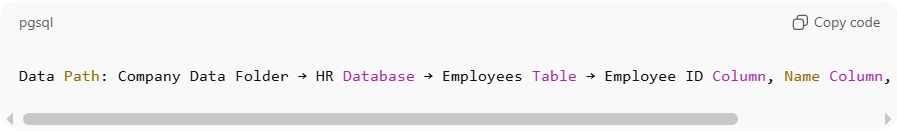 pgsql
Copy code
Data Path: Company Data Folder → HR Database → Employees Table → Employee ID Column, Name Column,